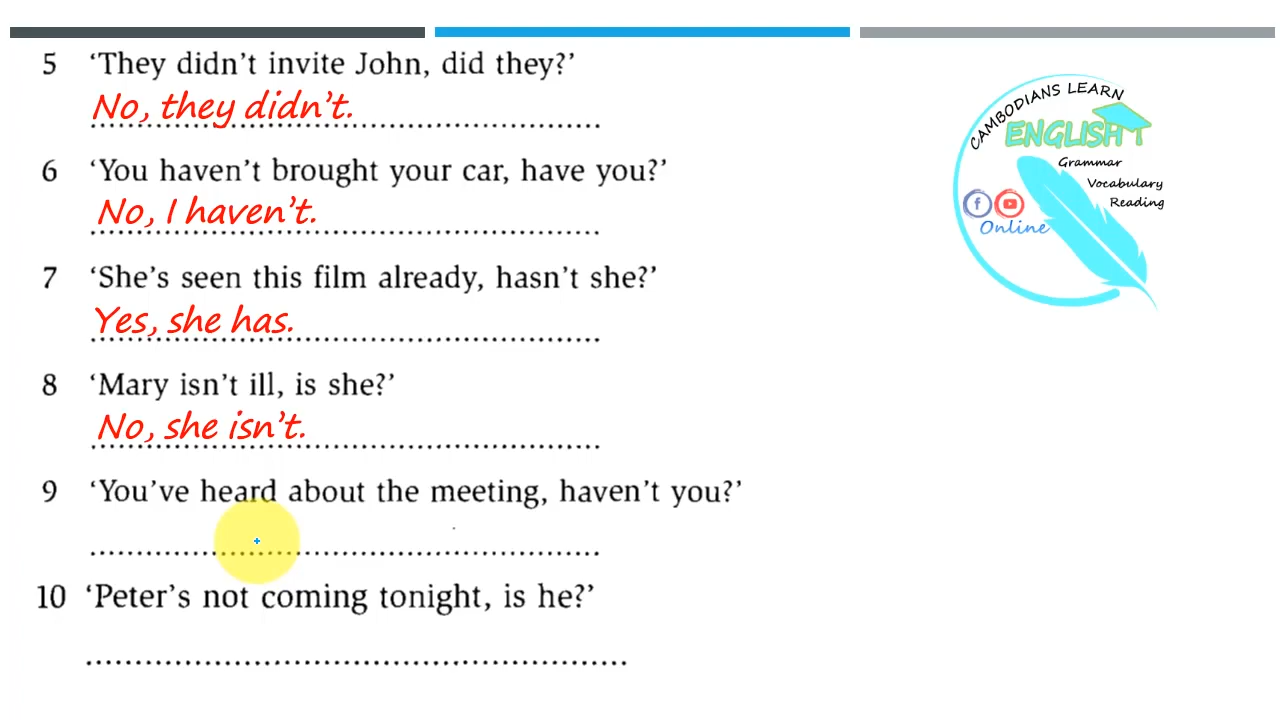 5 ‘They didn’t invite John, did they?’
No, they didn’t.
6 ‘You haven’t brought your car, have you?’
No, I haven’t.
7 ‘She’s seen this film already, hasn’t she?’
Yes, she has.
8 ‘Mary isn’t ill, is she?’
No, she isn’t.
9 ‘You’ve heard about the meeting, haven’t you?’
10 ‘Peter’s not coming tonight, is he?’
CAMBODIANS LEARN
ENGLISH
Grammar
Vocabulary
Reading
Online